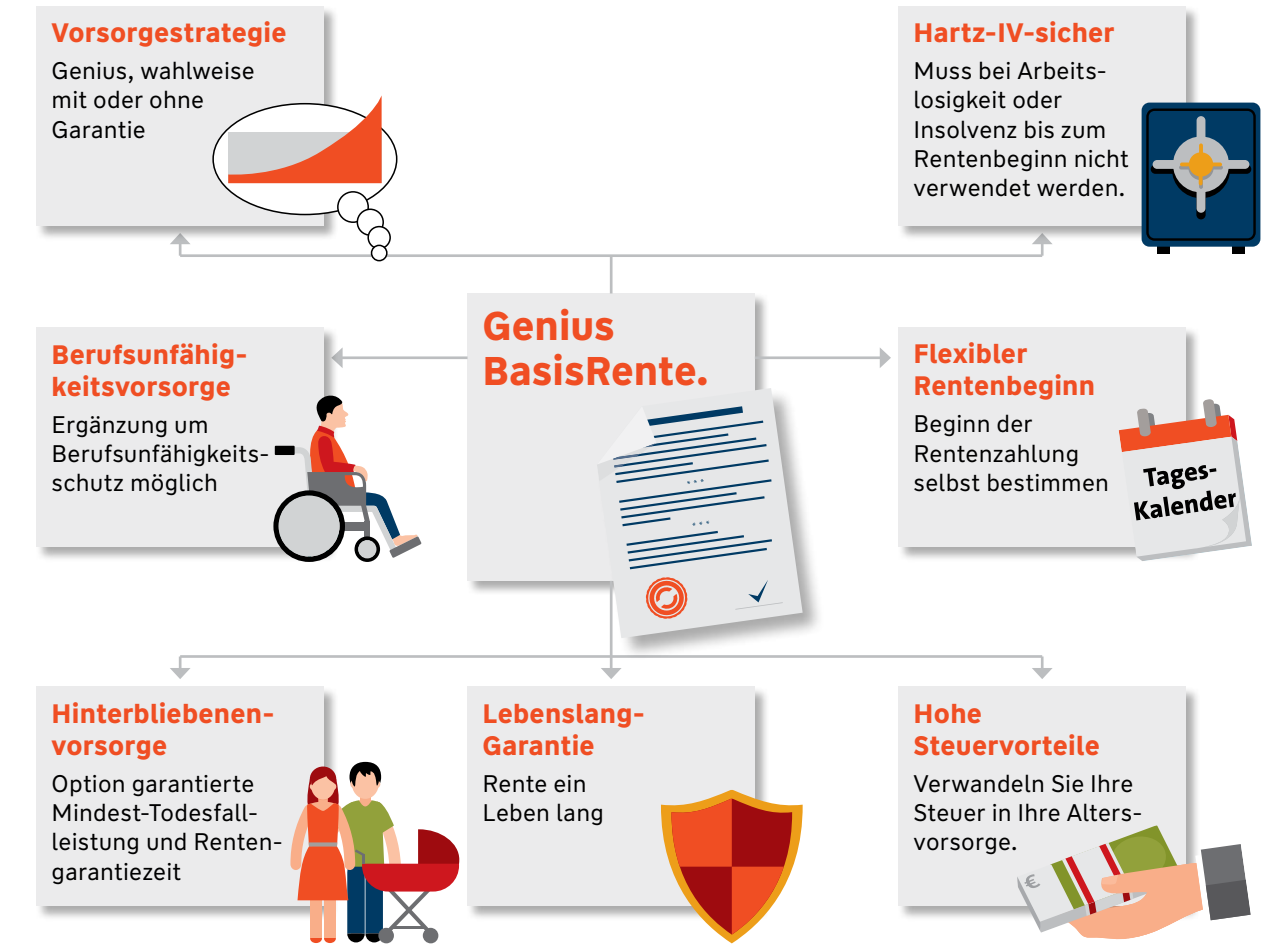 Vorsorgestrategie
Genius, wahlweise
mit oder ohne
Garantie
Hartz-IV-sicher
Muss bei Arbeits-
losigkeit oder
Insolvenz bis zum
Rentenbeginn nicht
verwendet werden.
Genius
BasisRente.
Berufsunfähig-
keitsvorsorge
Ergänzung um
Berufsunfähigkeits-
schutz möglich
Flexibler
Rentenbeginn
Beginn der
Rentenzahlung
selbst bestimmen
Tages-
Kalender
Hinterbliebenen-
vorsorge
Option garantierte
Mindest-Todesfall-
leistung und Renten-
garantiezeit
Lebenslang-
Garantie
Rente ein
Leben lang
Hohe
Steuervorteile
Verwandeln Sie Ihre
Steuer in Ihre Alters-
vorsorge.
€